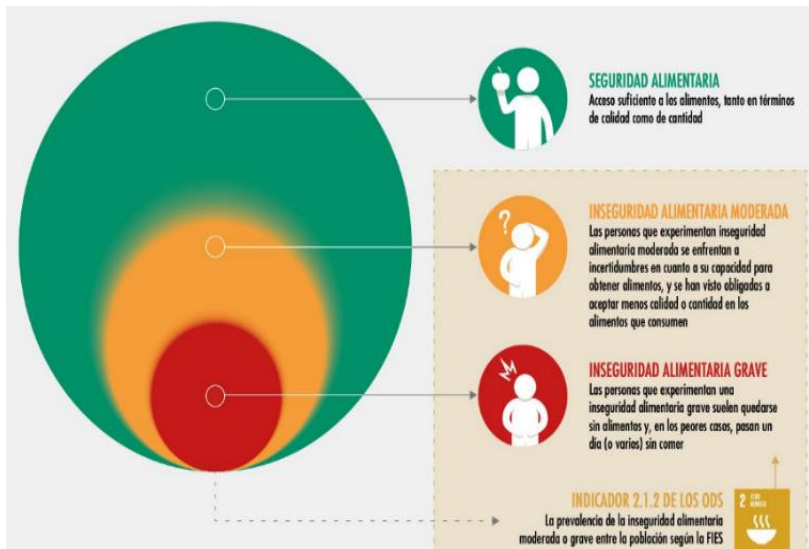 SEGURIDAD ALIMENTARIA
Acceso suficiente a los alimentos, tanto en términos
de calidad como de cantidad
INSEGURIDAD ALIMENTARIA MODERADA
Las personas que experimentan inseguridad
alimentaria moderada se enfrentan a
incertidumbres en cuanto a su capacidad para
obtener alimentos, y se han visto obligadas a
aceptar menos calidad o cantidad en los
alimentos que consumen
INSEGURIDAD ALIMENTARIA GRAVE
Las personas que experimentan una
inseguridad alimentaria grave suelen quedarse
sin alimentos y, en los peores casos, pasan un
día (o varios) sin comer
INDICADOR 2.1.2 DE LOS ODS
La prevalencia de la inseguridad alimentaria
moderada o grave entre la población según la FIES
2